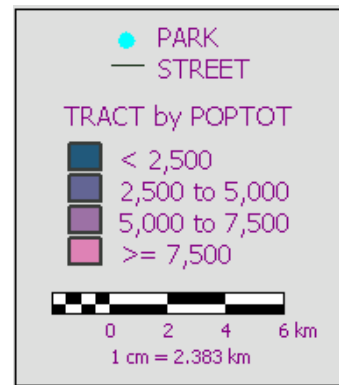 PARK
STREET
TRACT by POPTOT
< 2,500
2,500 to 5,000
5,000 to 7,500
>= 7,500
0 2 4 6 km
1 cm = 2.383 km